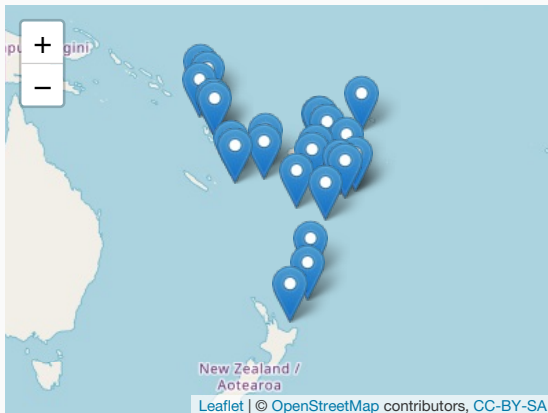 +
−
New Zealand /
Aotearoa
Leaflet | © OpenStreetMap contributors, CC-BY-SA